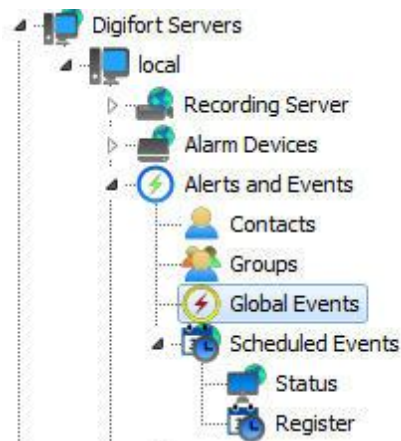 Digifort Servers
local
Recording Server
Alarm Devices
Alerts and Events
Contacts
Groups
Global Events
Scheduled Events
Status
Register